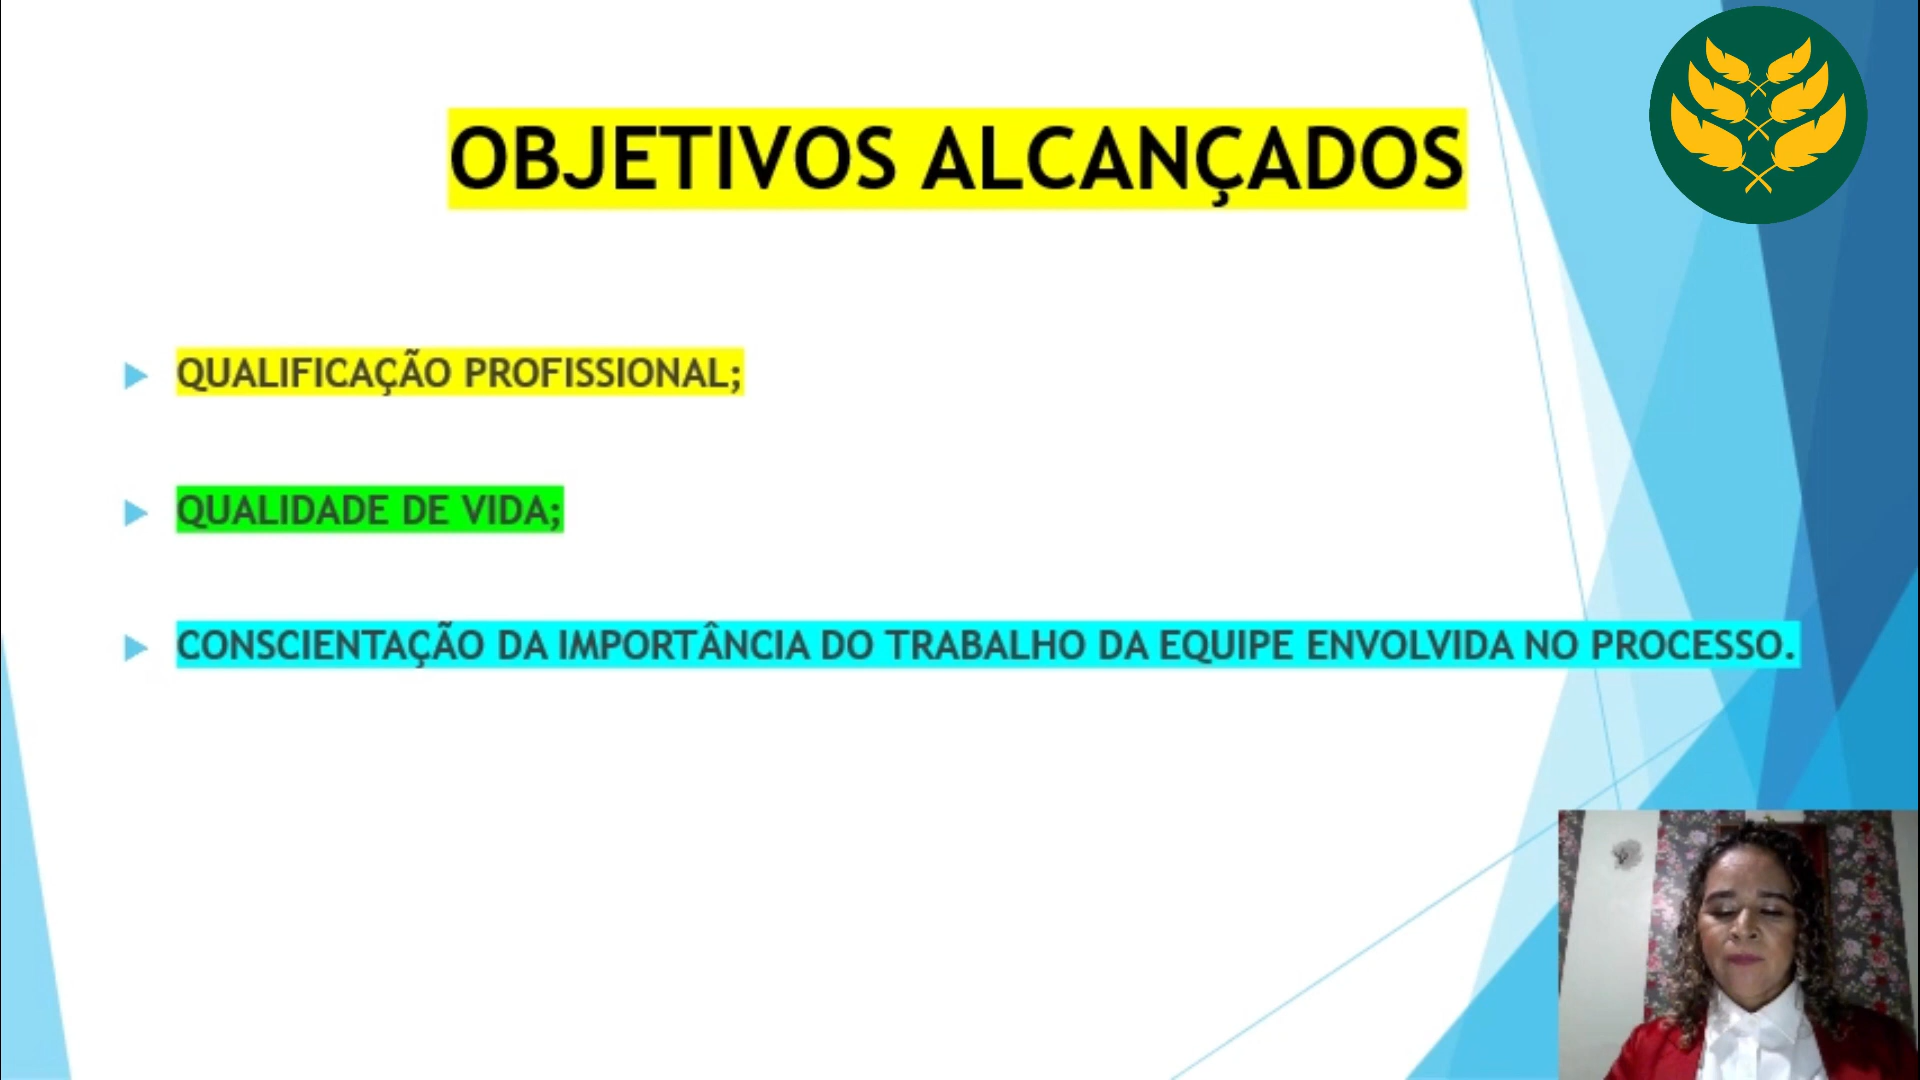 OBJETIVOS ALCANÇADOS
QUALIFICAÇÃO PROFISSIONAL;
QUALIDADE DE VIDA;
CONSCIENTAÇÃO DA IMPORTÂNCIA DO TRABALHO DA EQUIPE ENVOLVIDA NO PROCESSO.